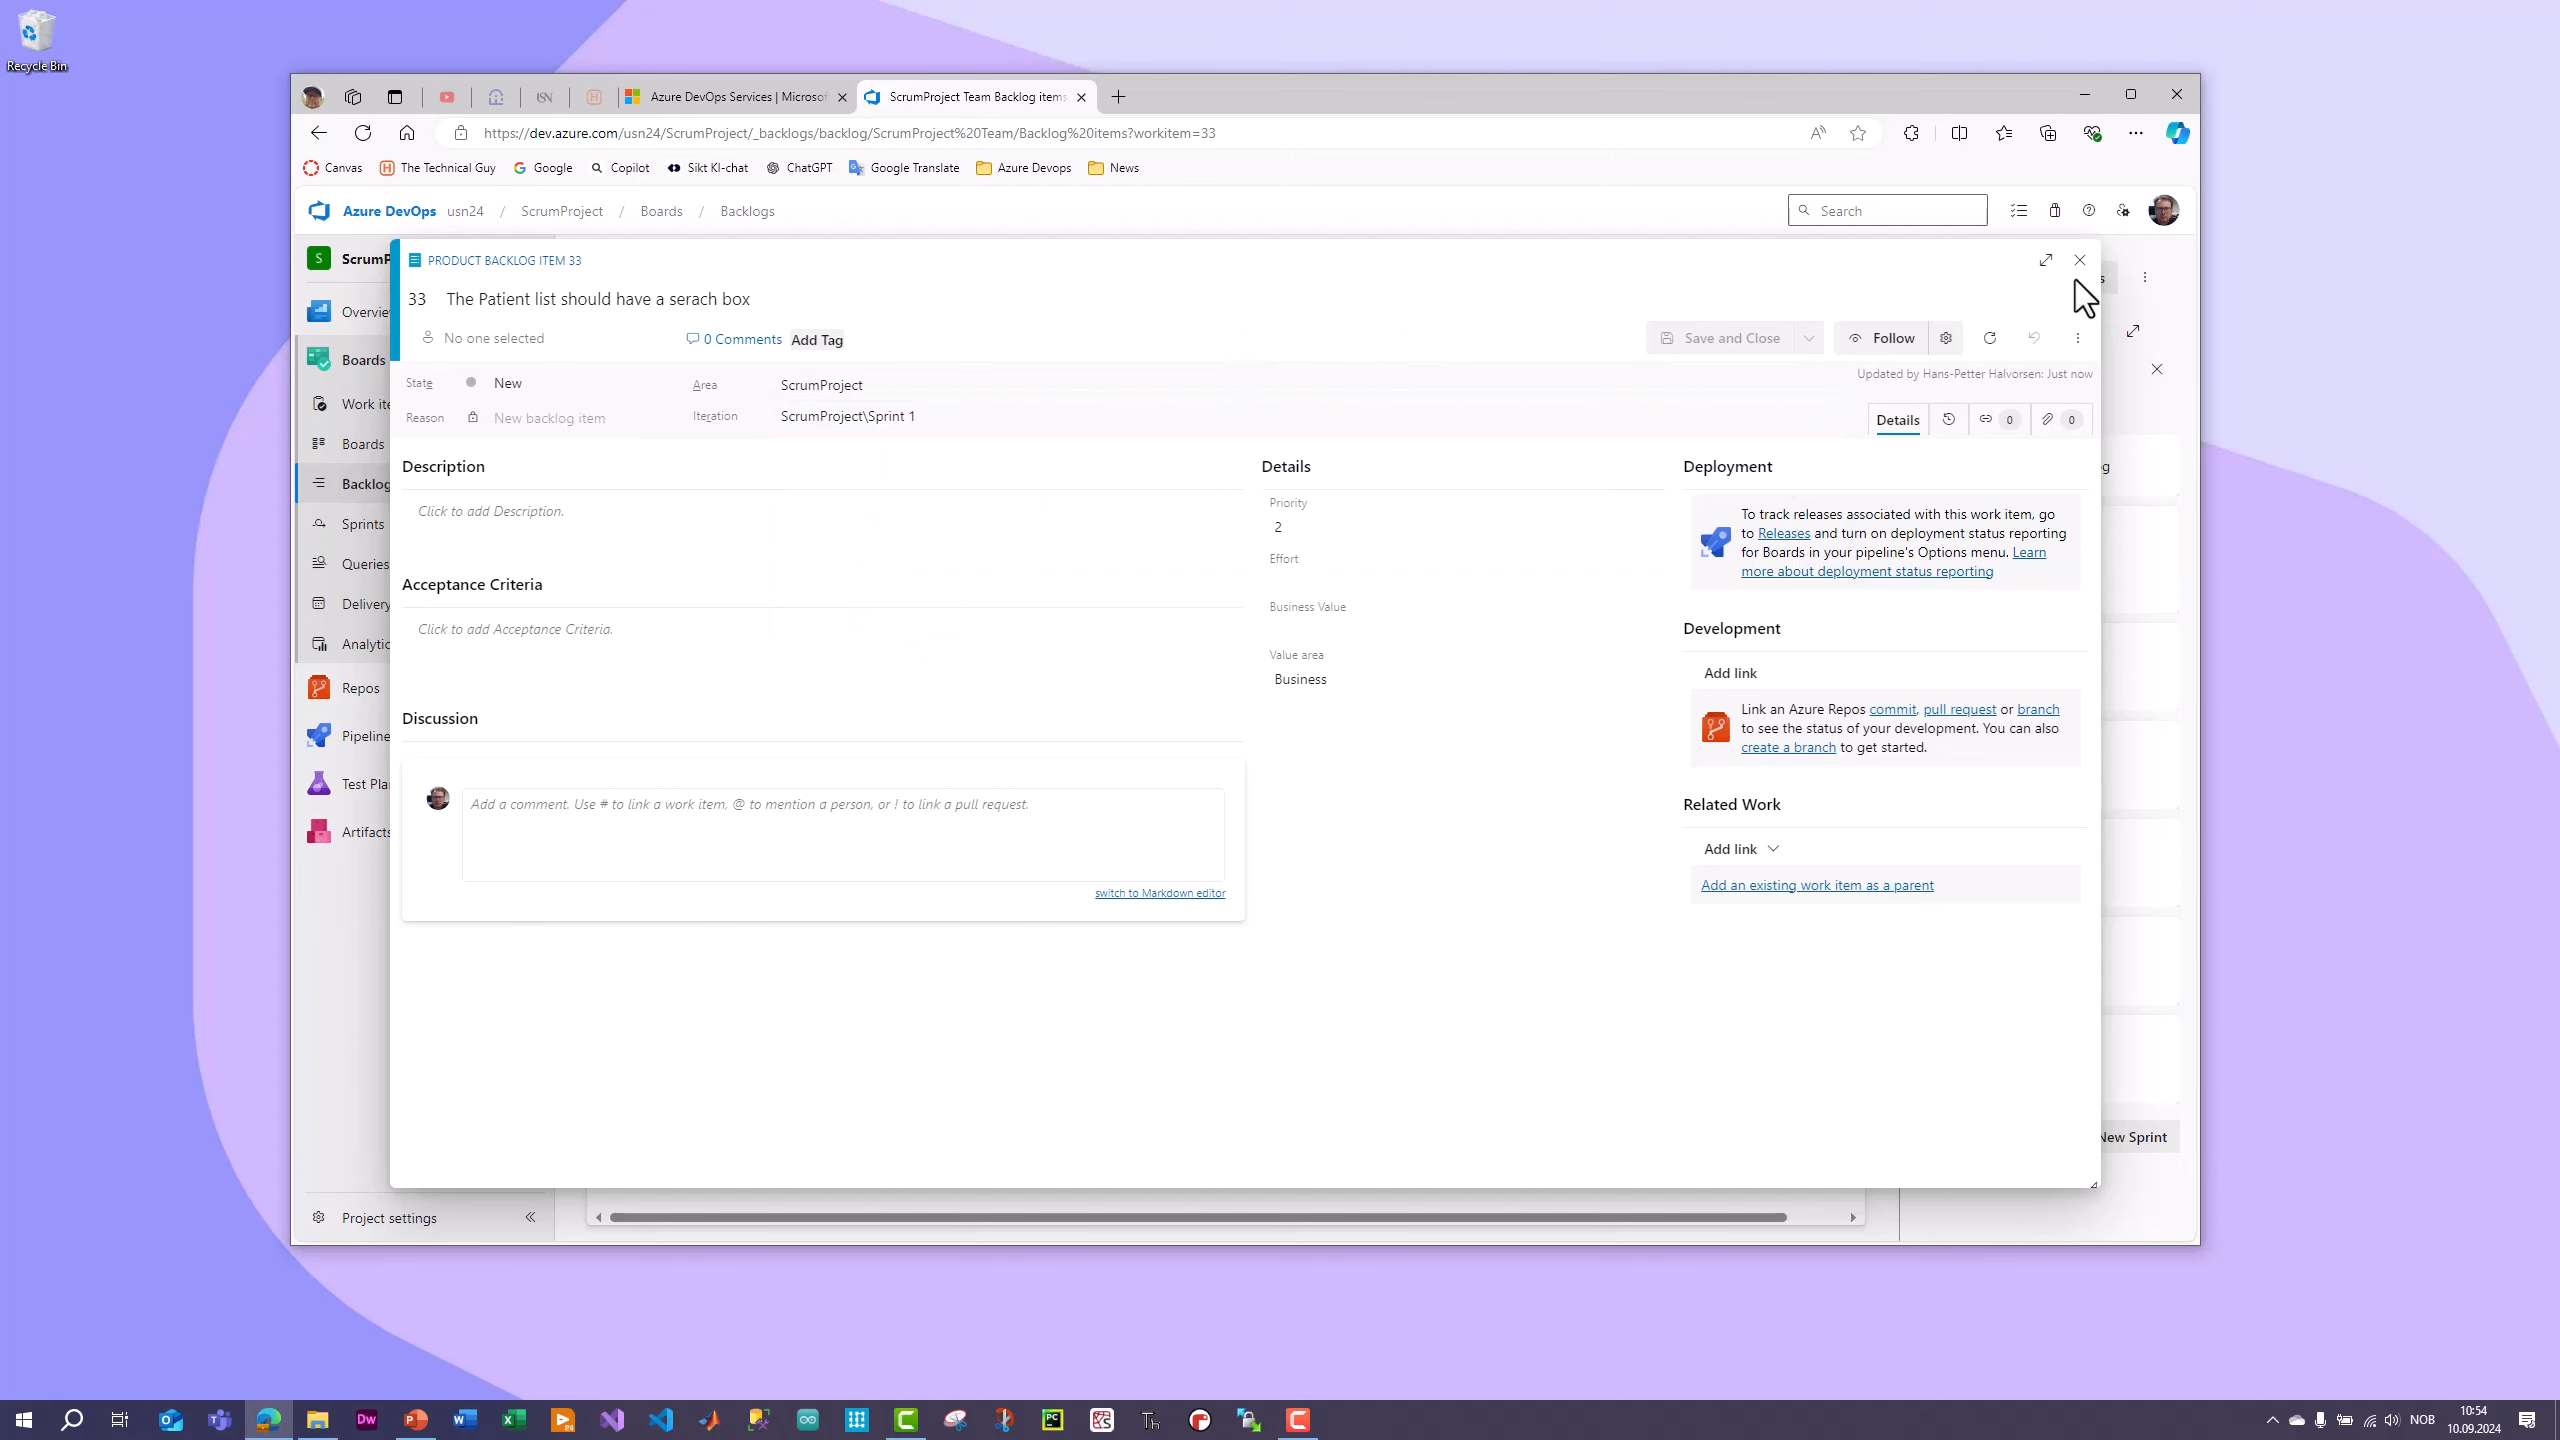 Recycle Bin
Azure DevOps Services | Microsof
ScrumProject Team Backlog items
https://dev.azure.com/usn24/ScrumProject/_backlogs/backlog/ScrumProject%20Team/Backlog%20items?workitem=33
Canvas
The Technical Guy
Google
Copilot
Sikt KI-chat
ChatGPT
Google Translate
Azure Devops
News
Azure DevOps usn24 / ScrumProject / Boards / Backlogs
Search
S ScrumP
Overvie
Boards
Work ite
Boards
Backlog
Sprints
Queries
Delivery
Analytic
Repos
Pipeline
Test Pla
Artifacts
Project settings
PRODUCT BACKLOG ITEM 33
33 The Patient list should have a serach box
No one selected
0 Comments
Add Tag
Save and Close
Follow
State New
Area ScrumProject
Updated by Hans-Petter Halvorsen: Just now
Reason New backlog item
Iteration ScrumProject\Sprint 1
Details
0
0
Description
Click to add Description.
Acceptance Criteria
Click to add Acceptance Criteria.
Discussion
Add a comment. Use # to link a work item, @ to mention a person, or ! to link a pull request.
switch to Markdown editor
Details
Priority
2
Effort
Business Value
Value area
Business
Deployment
To track releases associated with this work item, go
to Releases and turn on deployment status reporting
for Boards in your pipeline's Options menu. Learn
more about deployment status reporting
Development
Add link
Link an Azure Repos commit, pull request or branch
to see the status of your development. You can also
create a branch to get started.
Related Work
Add link
Add an existing work item as a parent
s
g
New Sprint
NOB
10:54
10.09.2024